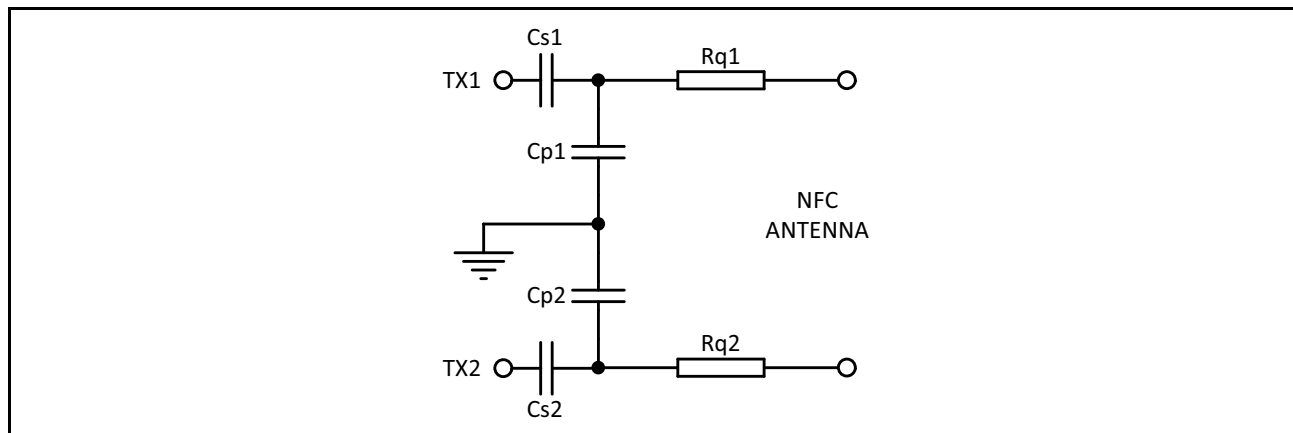 Cs1
TX1
Rq1
Cp1
NFC
ANTENNA
Cp2
TX2
Rq2
Cs2